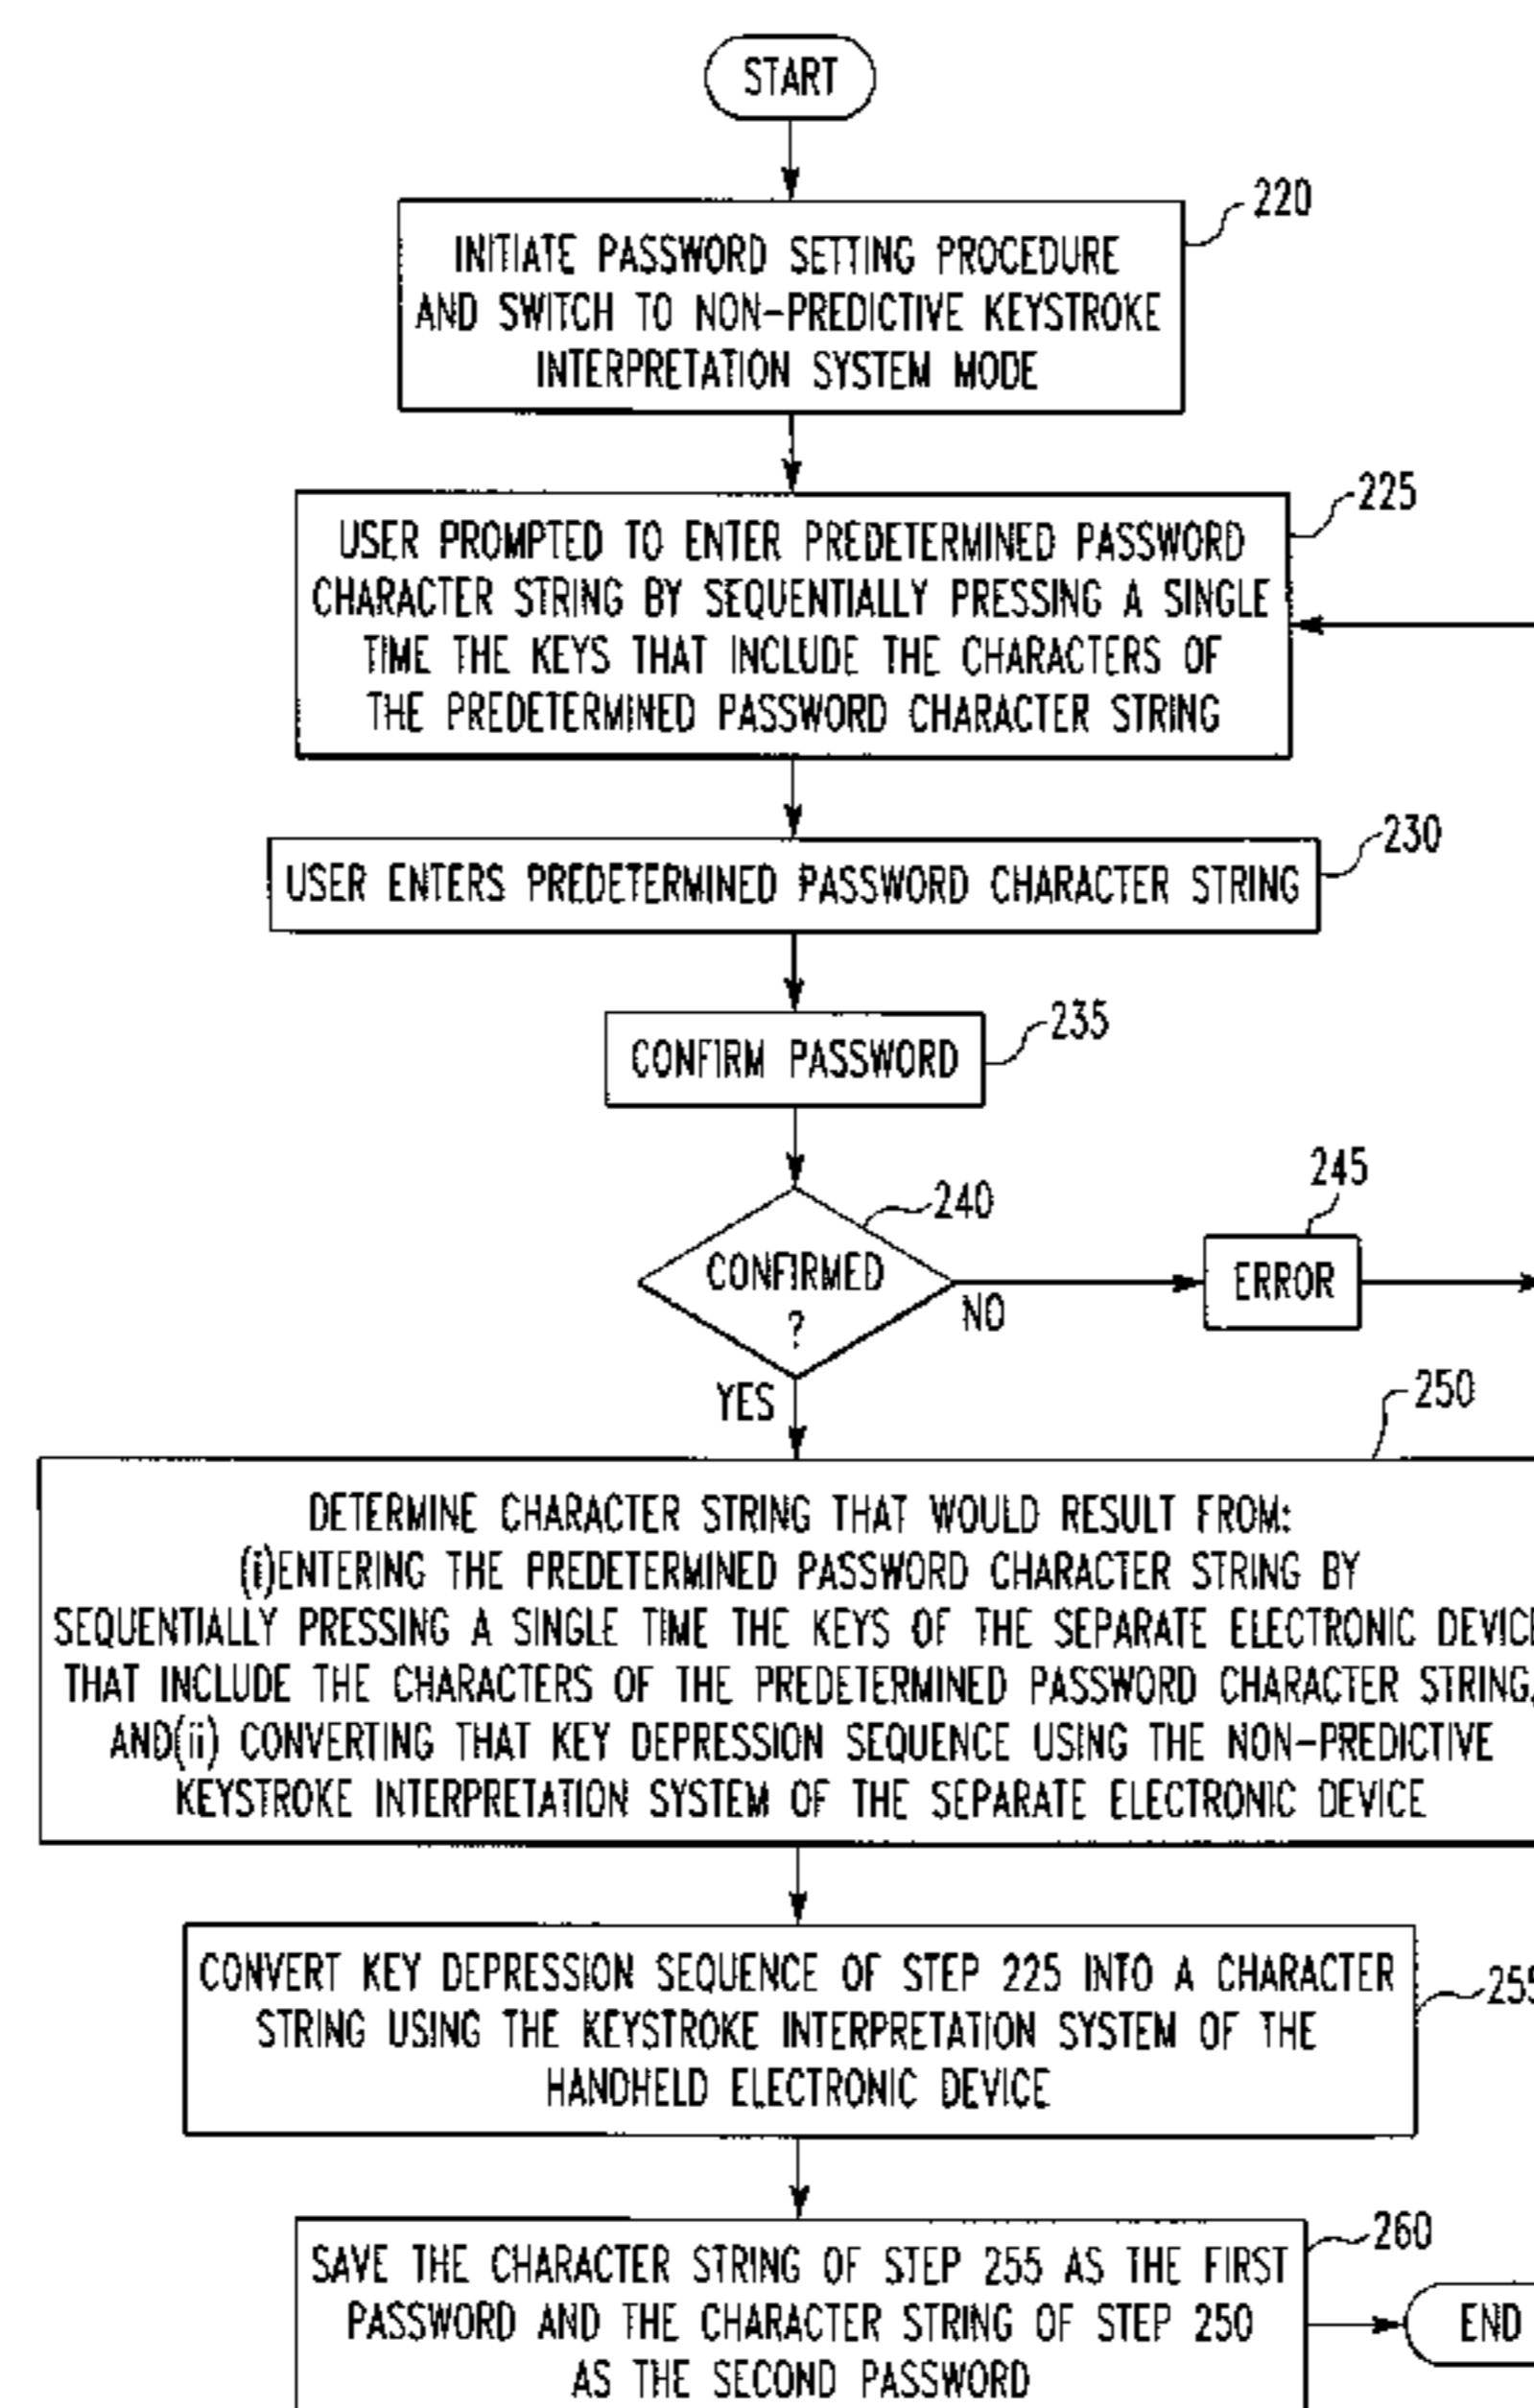 START
220
INITIATE PASSWORD SETTING PROCEDURE
AND SWITCH TO NON-PREDICTIVE KEYSTROKE
INTERPRETATION SYSTEM MODE
225
USER PROMPTED TO ENTER PREDETERMINED PASSWORD
CHARACTER STRING BY SEQUENTIALLY PRESSING A SINGLE
TIME THE KEYS THAT INCLUDE THE CHARACTERS OF
THE PREDETERMINED PASSWORD CHARACTER STRING
230
USER ENTERS PREDETERMINED PASSWORD CHARACTER STRING
235
CONFIRM PASSWORD
240
CONFIRMED
?
NO
245
ERROR
YES
250
DETERMINE CHARACTER STRING THAT WOULD RESULT FROM:
(i)ENTERING THE PREDETERMINED PASSWORD CHARACTER STRING BY
SEQUENTIALLY PRESSING A SINGLE TIME THE KEYS OF THE SEPARATE ELECTRONIC DEVICE
THAT INCLUDE THE CHARACTERS OF THE PREDETERMINED PASSWORD CHARACTER STRING,
AND(ii) CONVERTING THAT KEY DEPRESSION SEQUENCE USING THE NON-PREDICTIVE
KEYSTROKE INTERPRETATION SYSTEM OF THE SEPARATE ELECTRONIC DEVICE
255
CONVERT KEY DEPRESSION SEQUENCE OF STEP 225 INTO A CHARACTER
STRING USING THE KEYSTROKE INTERPRETATION SYSTEM OF THE
HANDHELD ELECTRONIC DEVICE
260
SAVE THE CHARACTER STRING OF STEP 255 AS THE FIRST
PASSWORD AND THE CHARACTER STRING OF STEP 250
AS THE SECOND PASSWORD
END